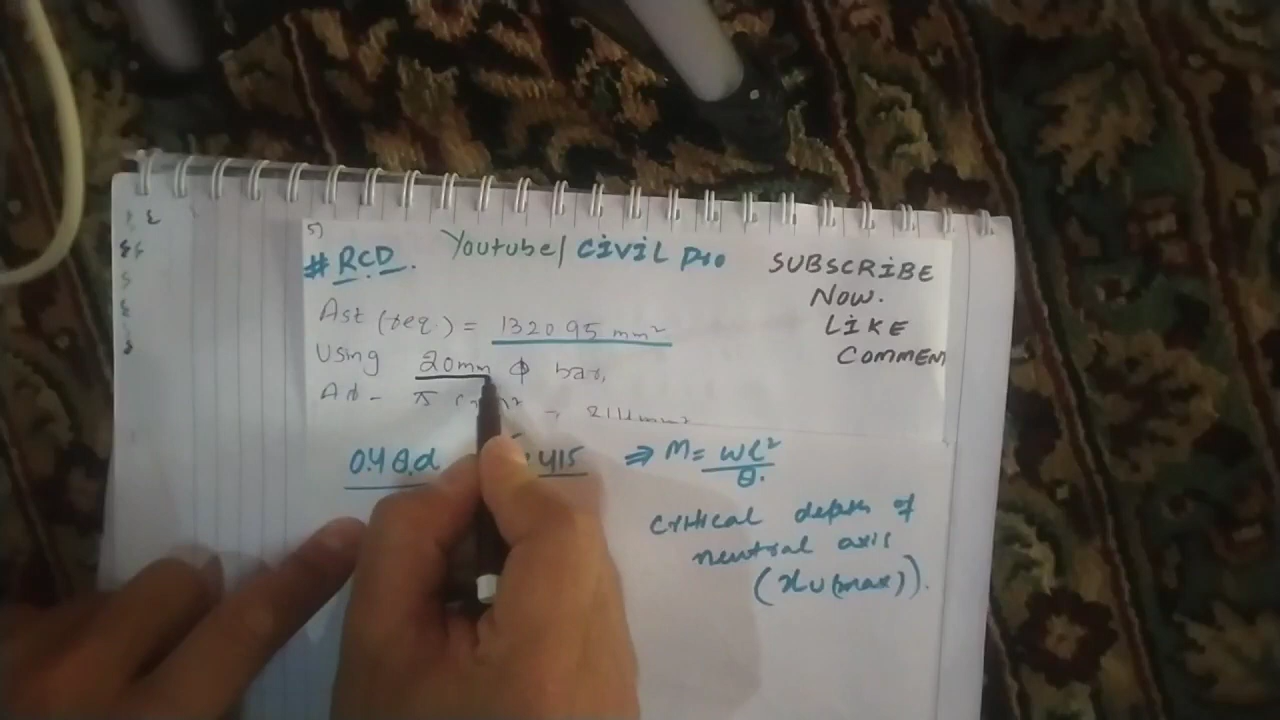 5)
#RCD. Youtube/ CiViL Pro
SUBSCRiBE
NOW.
LiKE
COMMEN
Ast (req.) = 1320.95 mm²
Using 20mm ϕ bar,
0.48.d 415 ⇒ M = wl²/8.
critical depth of
neutral axis
(xu(max)).